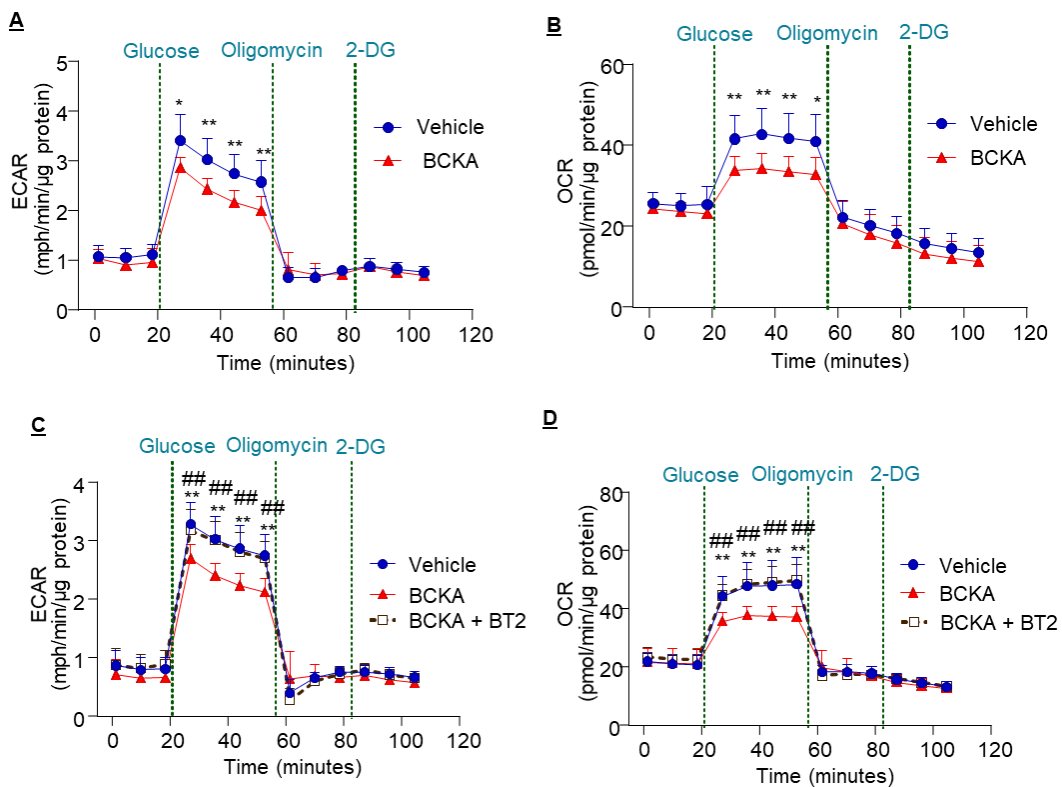 A
Glucose Oligomycin 2-DG
5
4
3
2
1
0
ECAR
(mph/min/µg protein)
* ** ** **
Vehicle
BCKA
0 20 40 60 80 100 120
Time (minutes)
B
Glucose Oligomycin 2-DG
60
40
20
0
OCR
(pmol/min/µg protein)
** ** ** *
Vehicle
BCKA
0 20 40 60 80 100 120
Time (minutes)
C
Glucose Oligomycin 2-DG
4
3
2
1
0
ECAR
(mph/min/µg protein)
## ## ## ##
** ** ** **
Vehicle
BCKA
BCKA + BT2
0 20 40 60 80 100 120
Time (minutes)
D
Glucose Oligomycin 2-DG
80
60
40
20
0
OCR
(pmol/min/µg protein)
## ## ## ##
** ** ** **
Vehicle
BCKA
BCKA + BT2
0 20 40 60 80 100 120
Time (minutes)